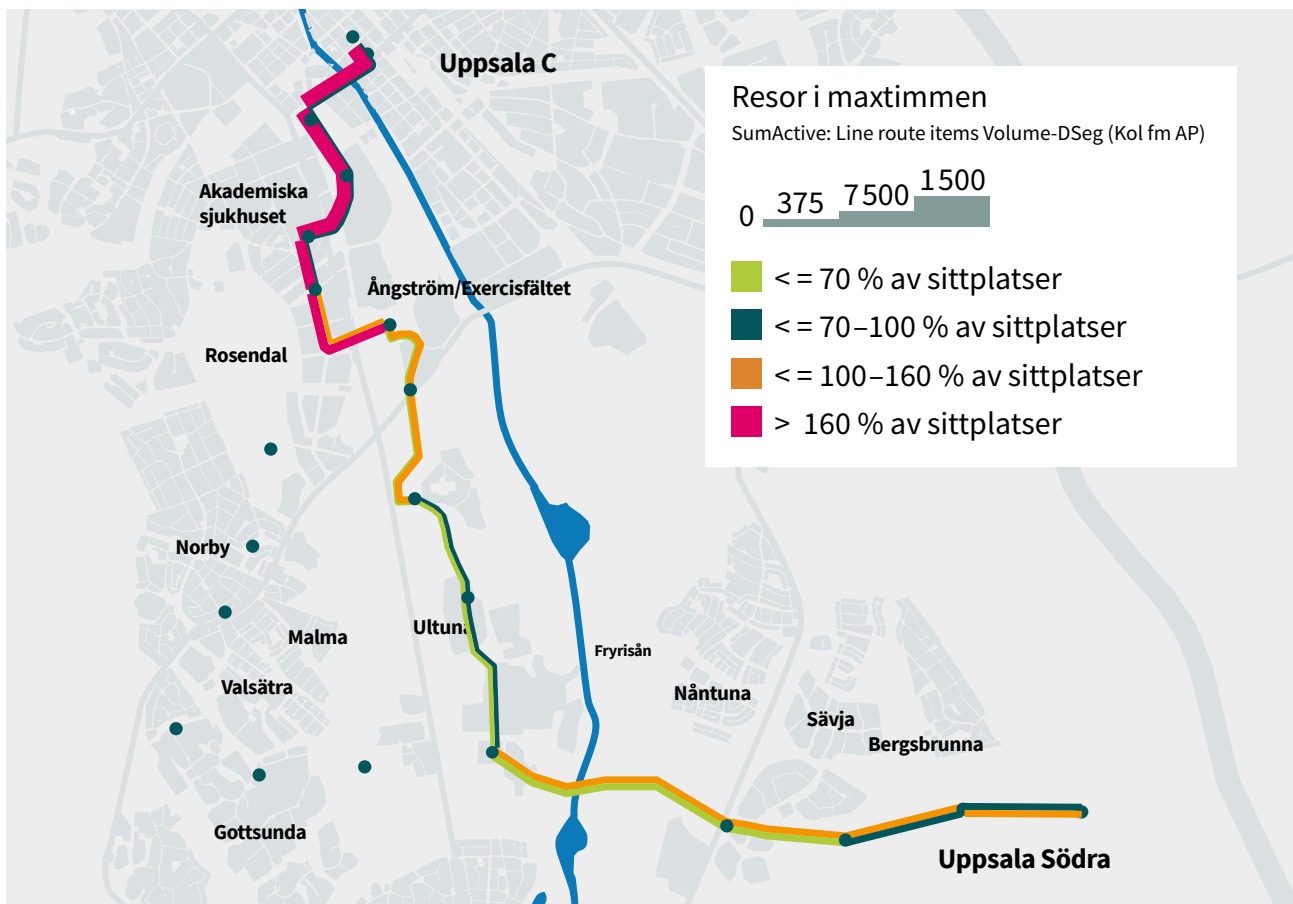 Uppsala C
Resor i maxtimmen
SumActive: Line route items Volume-DSeg (Kol fm AP)
0 375 7500 1500
< = 70 % av sittplatser
< = 70–100 % av sittplatser
< = 100–160 % av sittplatser
> 160 % av sittplatser
Akademiska
sjukhuset
Ångström/Exercisfältet
Rosendal
Norby
Malma
Ultuna
Fryrisån
Valsätra
Nåntuna
Sävja
Bergsbrunna
Gottsunda
Uppsala Södra